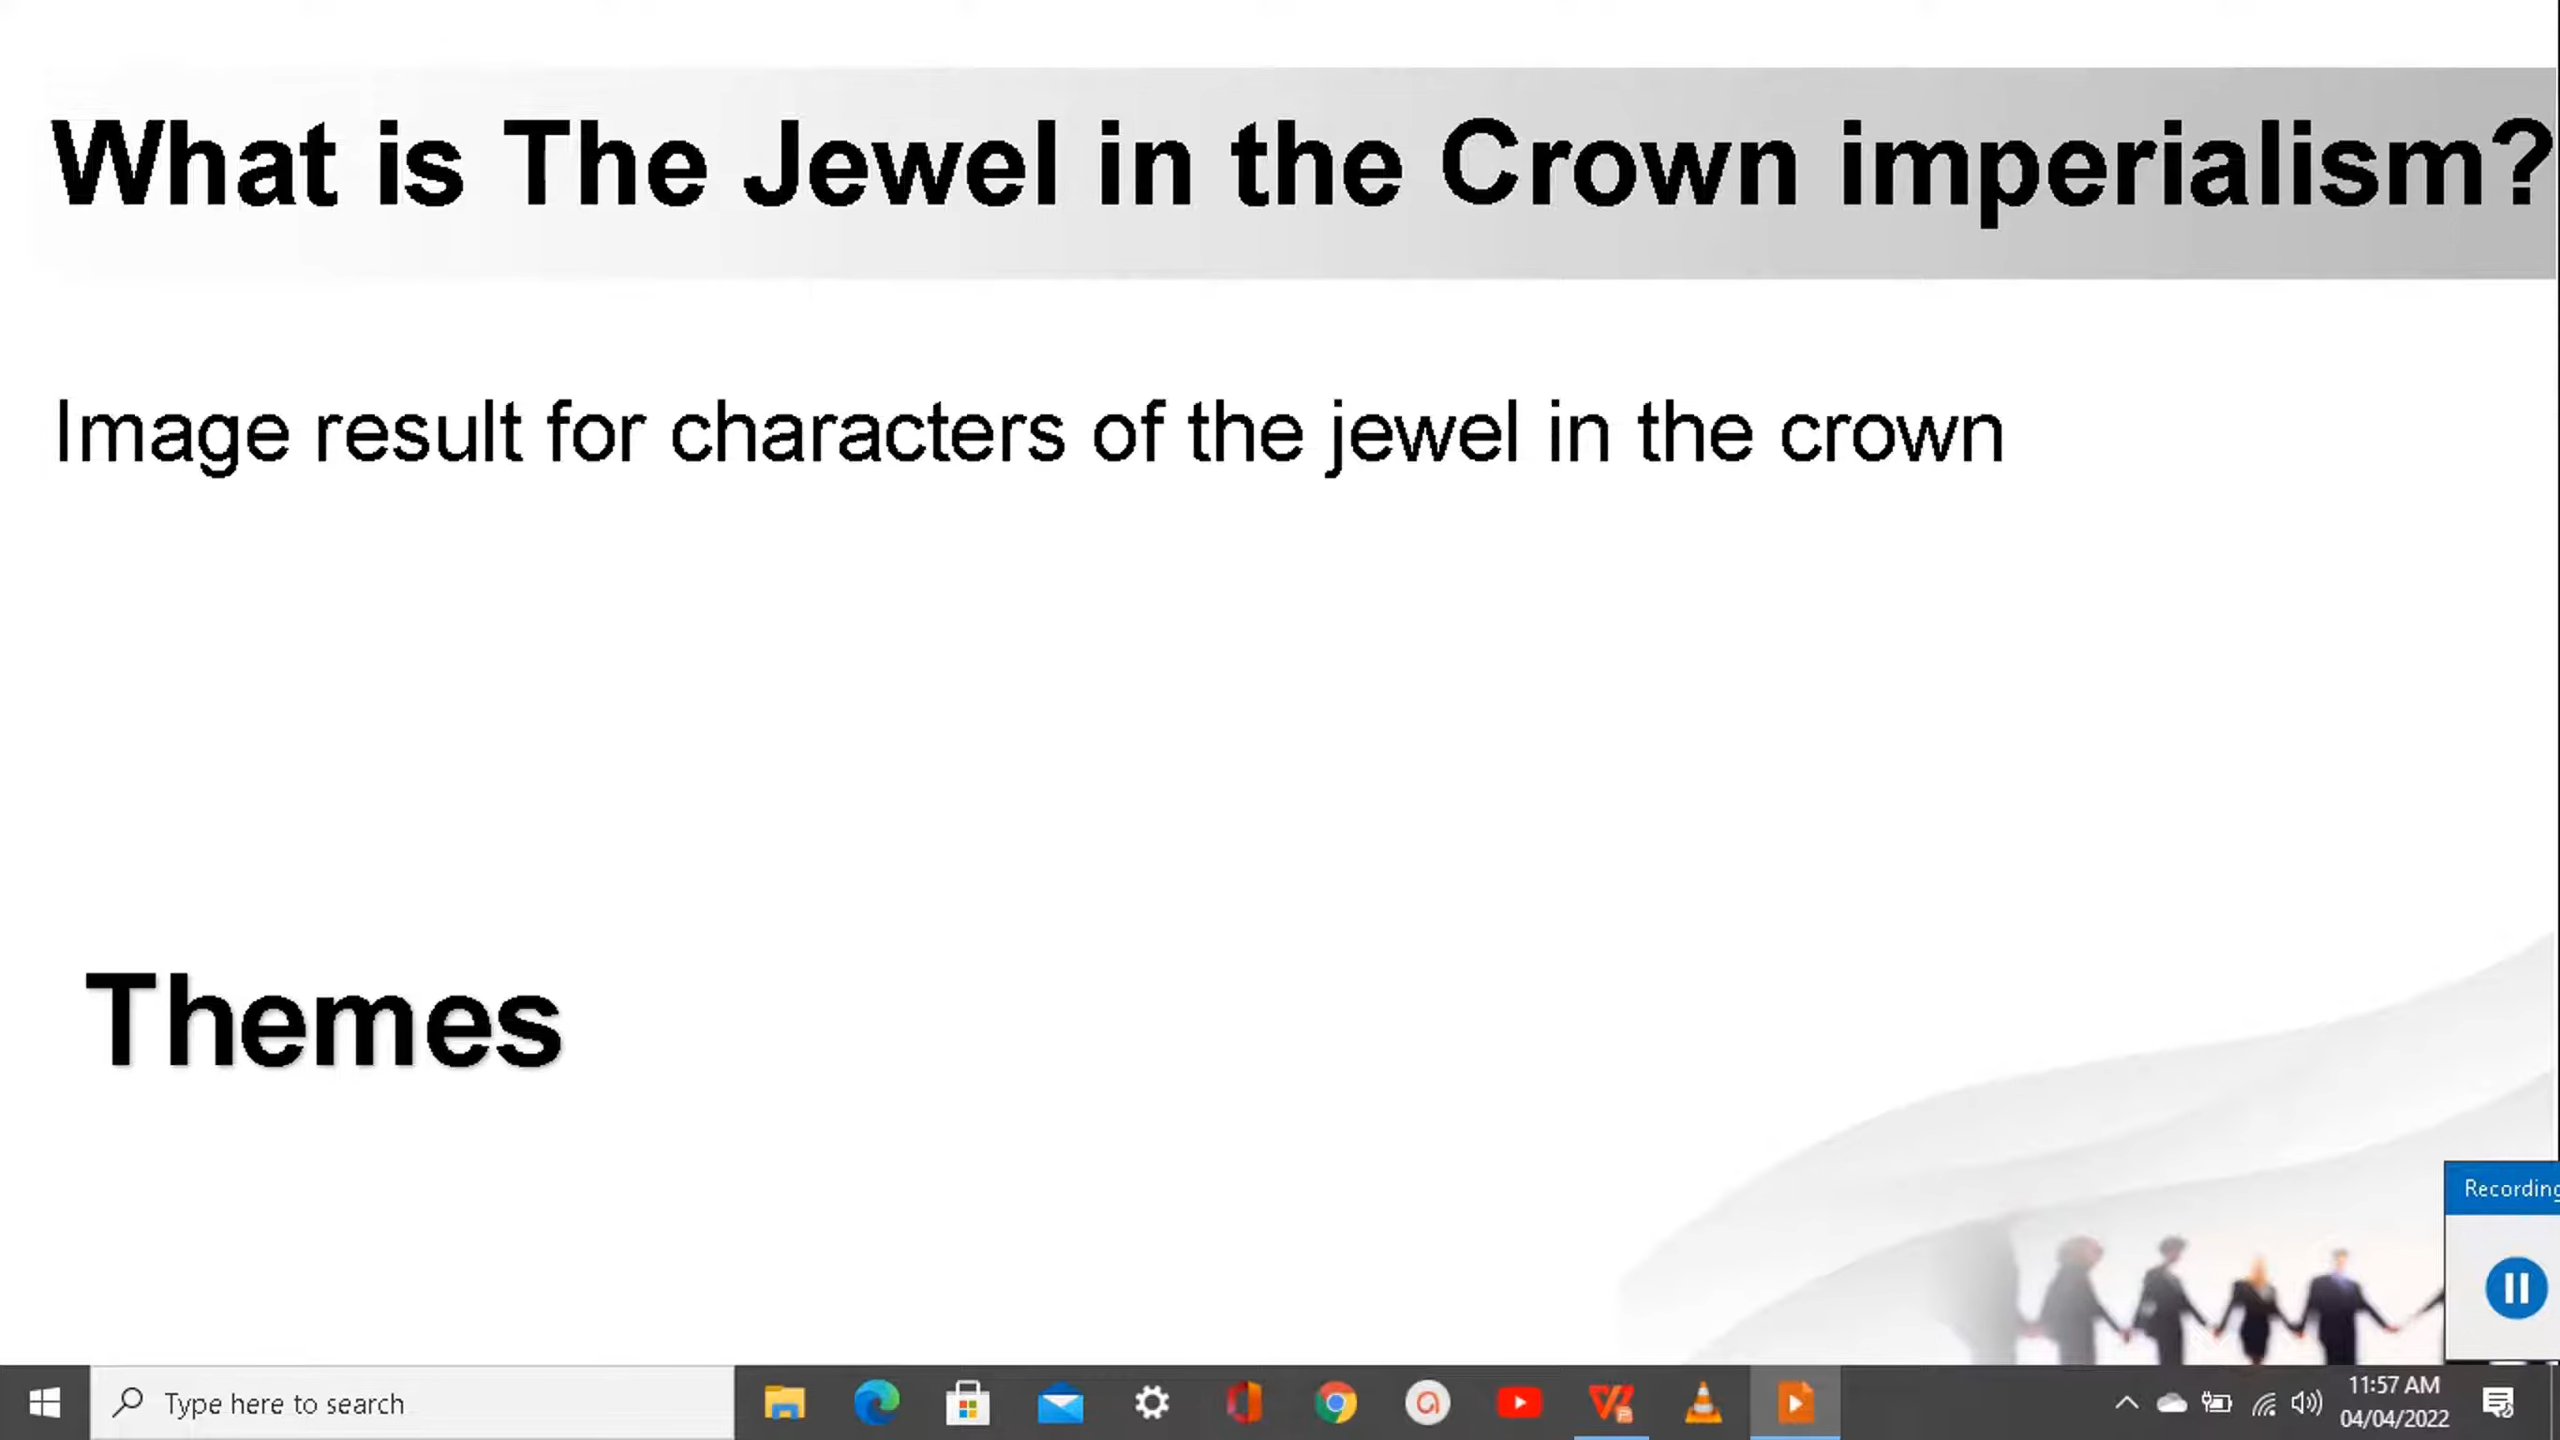 What is The Jewel in the Crown imperialism?
Image result for characters of the jewel in the crown
Themes
Recording
Type here to search
11:57 AM
04/04/2022